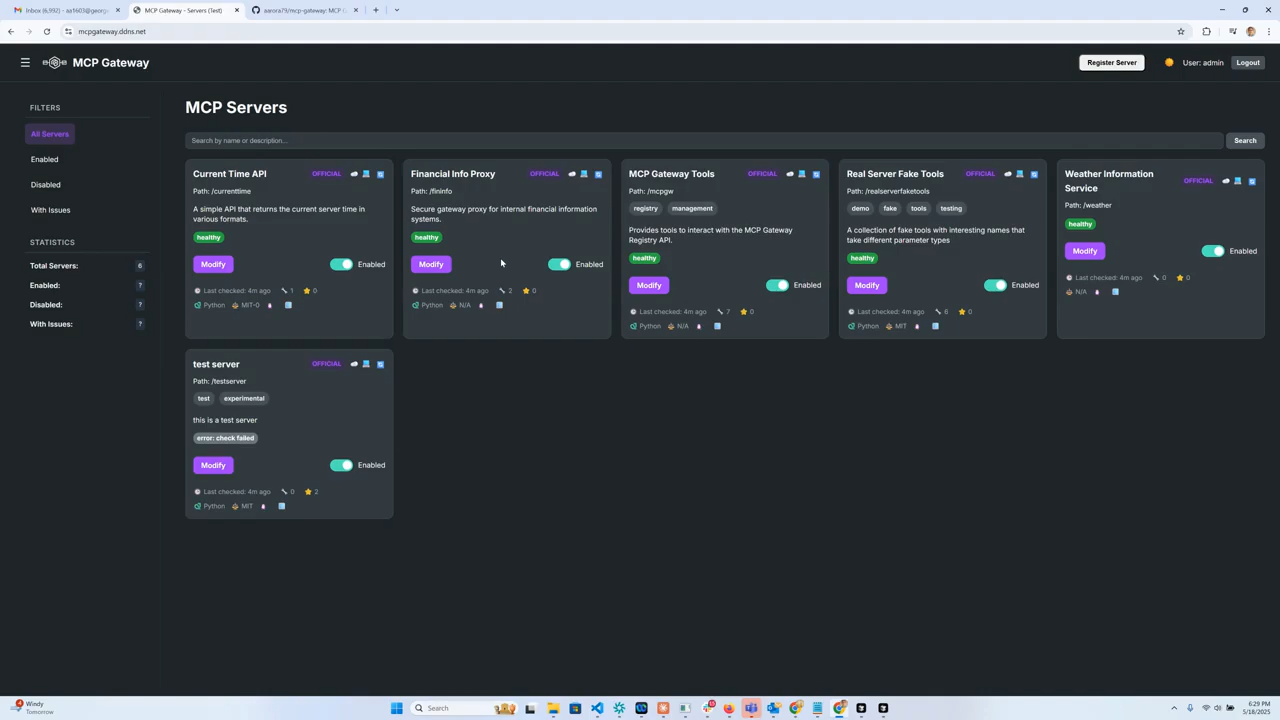 Inbox (6,992) - aa1603@georg
MCP Gateway - Servers (Test)
aarora79/mcp-gateway: MCP G
mcpgateway.ddns.net
MCP Gateway
Register Server
User: admin
Logout
FILTERS
All Servers
Enabled
Disabled
With Issues
STATISTICS
Total Servers: 6
Enabled: ?
Disabled: ?
With Issues: ?
MCP Servers
Search by name or description...
Search
Current Time API
OFFICIAL
Path: /currenttime
A simple API that returns the current server time in
various formats.
healthy
Modify
Enabled
Last checked: 4m ago 1 0
Python MIT-0
Financial Info Proxy
OFFICIAL
Path: /fininfo
Secure gateway proxy for internal financial information
systems.
healthy
Modify
Enabled
Last checked: 4m ago 2 0
Python N/A
MCP Gateway Tools
OFFICIAL
Path: /mcpgw
registry management
Provides tools to interact with the MCP Gateway
Registry API.
healthy
Modify
Enabled
Last checked: 4m ago 7 0
Python N/A
Real Server Fake Tools
OFFICIAL
Path: /realserverfaketools
demo fake tools testing
A collection of fake tools with interesting names that
take different parameter types
healthy
Modify
Enabled
Last checked: 4m ago 6 0
Python MIT
Weather Information
Service
OFFICIAL
Path: /weather
healthy
Modify
Enabled
Last checked: 4m ago 0 0
N/A
test server
OFFICIAL
Path: /testserver
test experimental
this is a test server
error: check failed
Modify
Enabled
Last checked: 4m ago 0 2
Python MIT
Windy
Tomorrow
Search
6:29 PM
5/18/2025